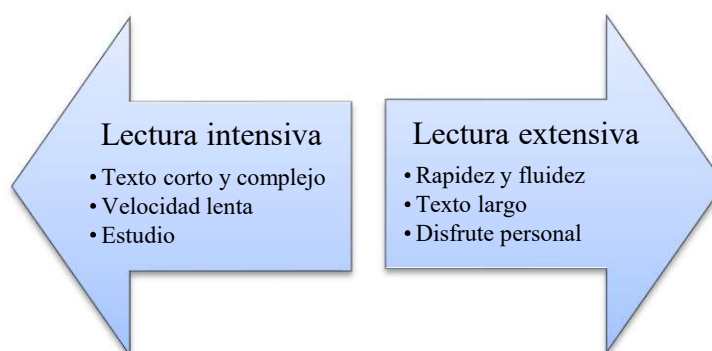 Lectura intensiva
• Texto corto y complejo
• Velocidad lenta
• Estudio
Lectura extensiva
• Rapidez y fluidez
• Texto largo
• Disfrute personal